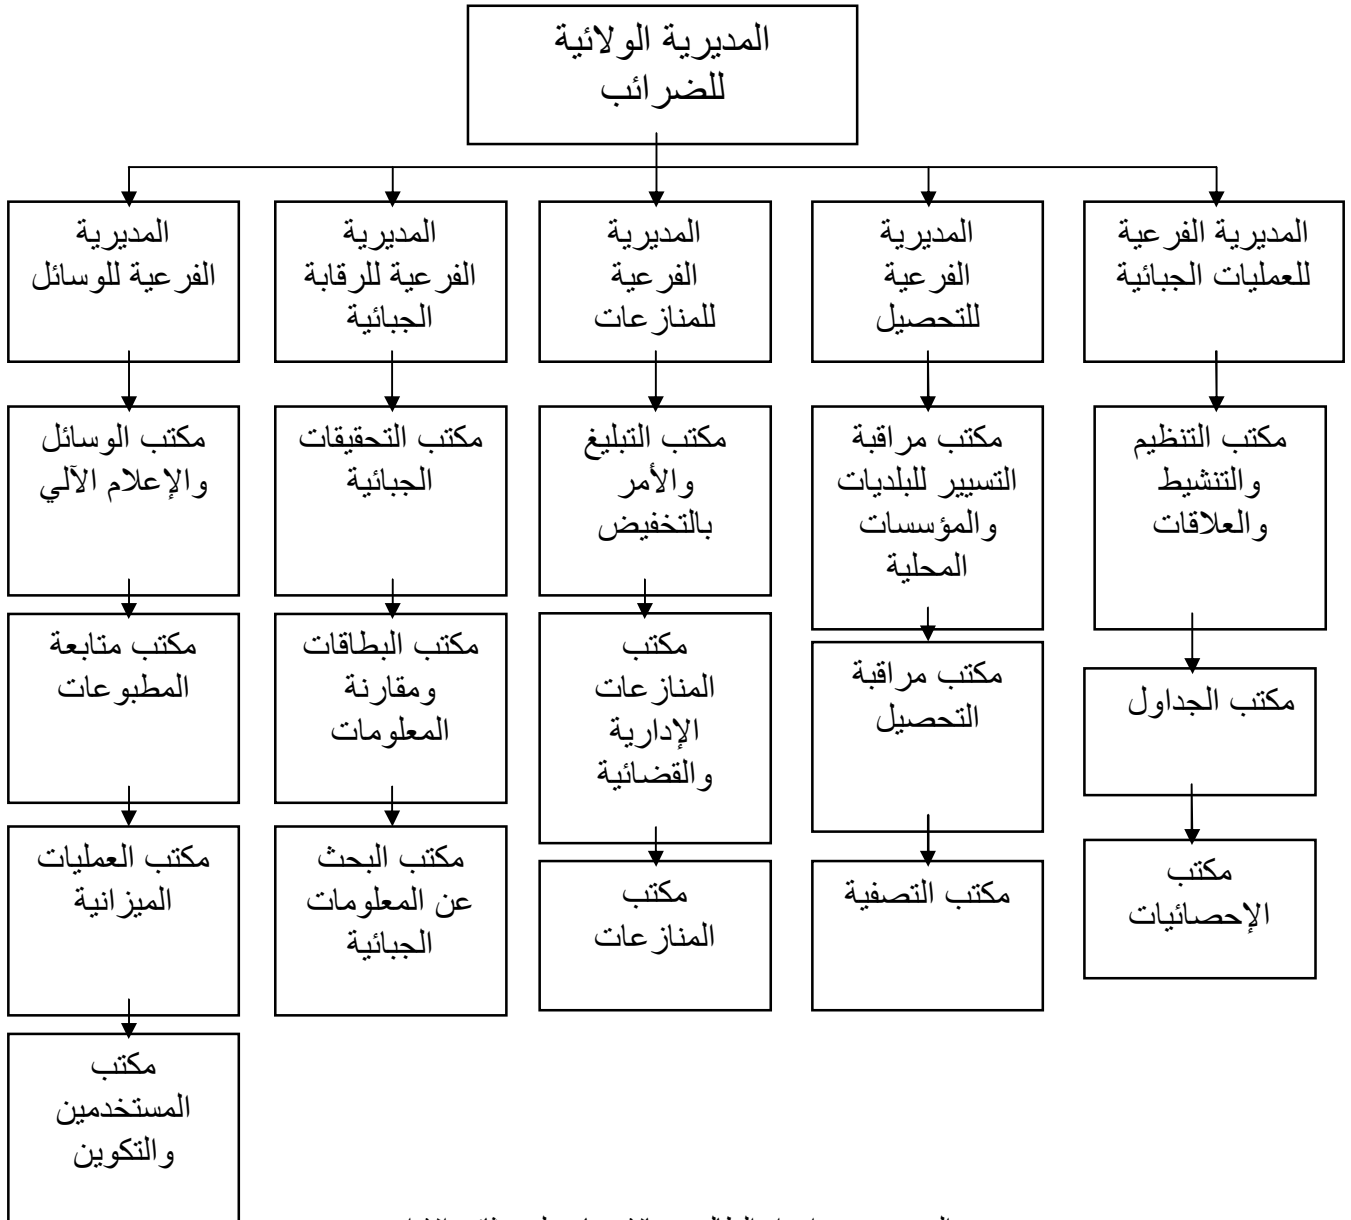 المديرية الولائية
للضرائب
المديرية الفرعية
للعمليات الجبائية
المديرية
الفرعية
للتحصيل
المديرية
الفرعية
للمنازعات
المديرية
الفرعية للرقابة
الجبائية
المديرية
الفرعية للوسائل
مكتب التنظيم
والتنشيط
والعلاقات
مكتب مراقبة
التسيير للبلديات
والمؤسسات
المحلية
مكتب التبليغ
والأمر
بالتخفيض
مكتب التحقيقات
الجبائية
مكتب الوسائل
والإعلام الآلي
مكتب الجداول
مكتب مراقبة
التحصيل
مكتب
المنازعات
الإدارية
والقضائية
مكتب البطاقات
ومقارنة
المعلومات
مكتب متابعة
المطبوعات
مكتب
الإحصائيات
مكتب التصفية
مكتب
المنازعات
مكتب البحث
عن المعلومات
الجبائية
مكتب العمليات
الميزانية
مكتب
المستخدمين
والتكوين